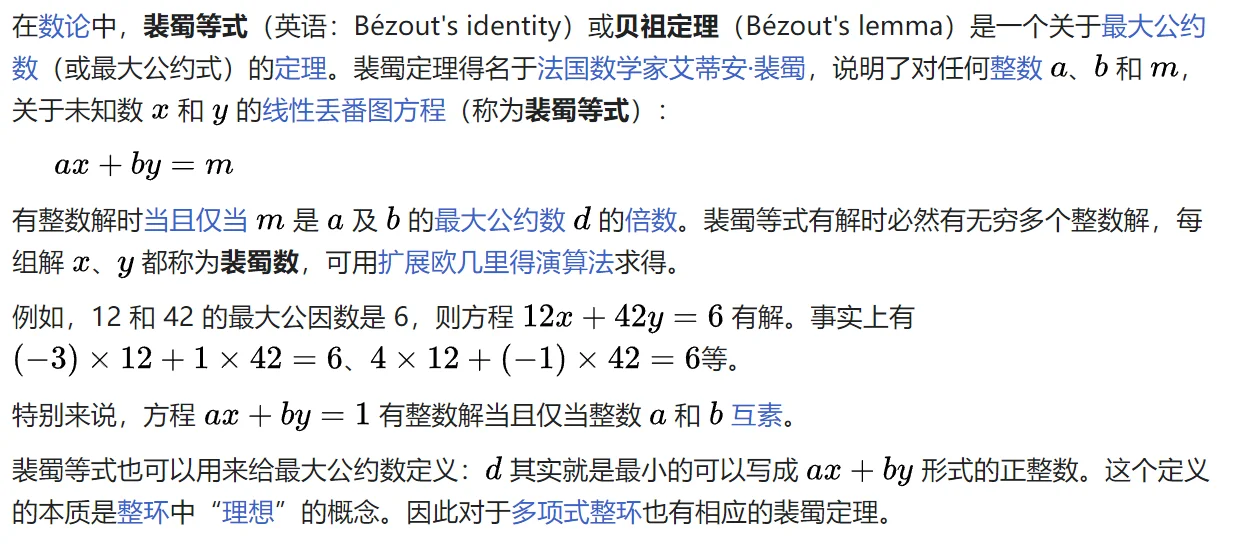 在数论中，裴蜀等式（英语：Bézout's identity）或贝祖定理（Bézout's lemma）是一个关于最大公约
数（或最大公约式）的定理。裴蜀定理得名于法国数学家艾蒂安·裴蜀，说明了对任何整数 a、b 和 m，
关于未知数 x 和 y 的线性丢番图方程（称为裴蜀等式）：
ax + by = m
有整数解时当且仅当 m 是 a 及 b 的最大公约数 d 的倍数。裴蜀等式有解时必然有无穷多个整数解，每
组解 x、y 都称为裴蜀数，可用扩展欧几里得演算法求得。
例如，12 和 42 的最大公因数是 6，则方程 12x + 42y = 6 有解。事实上有
(−3) × 12 + 1 × 42 = 6、4 × 12 + (−1) × 42 = 6等。
特别来说，方程 ax + by = 1 有整数解当且仅当整数 a 和 b 互素。
裴蜀等式也可以用来给最大公约数定义：d 其实就是最小的可以写成 ax + by 形式的正整数。这个定义
的本质是整环中“理想”的概念。因此对于多项式整环也有相应的裴蜀定理。